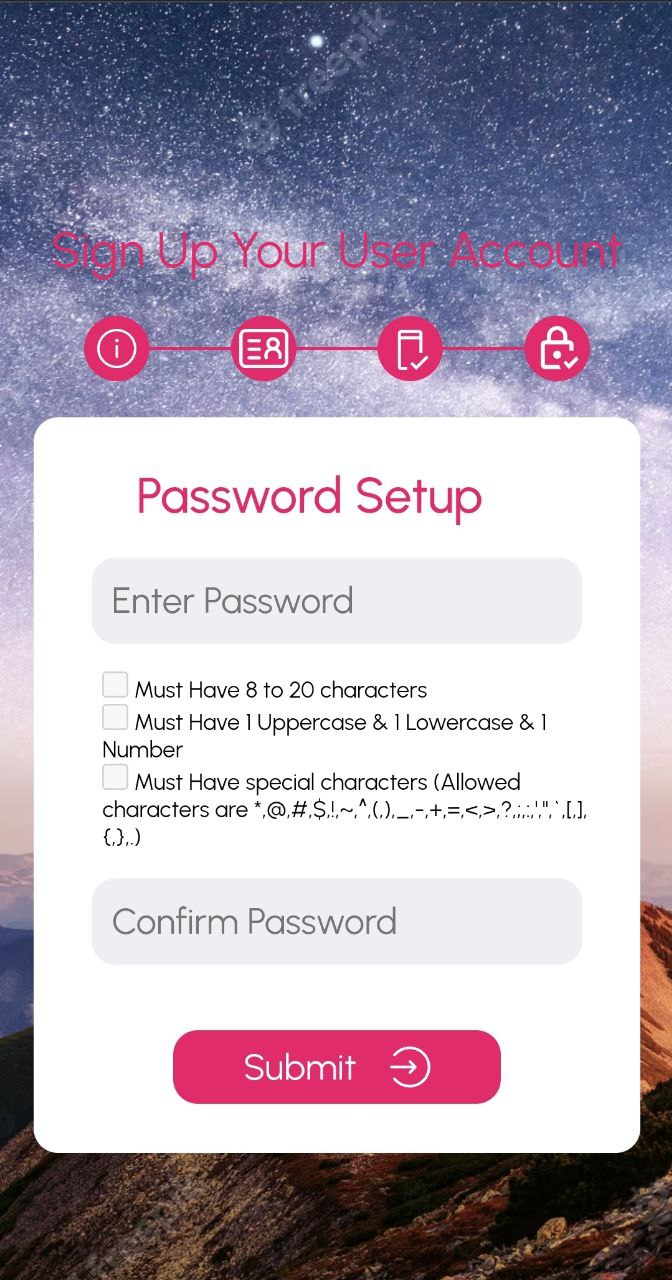 freepik
Sign Up Your User Account
Password Setup
Enter Password
Must Have 8 to 20 characters
Must Have 1 Uppercase & 1 Lowercase & 1
Number
Must Have special characters (Allowed
characters are *,@,#,$,!,~,^,(,),_,-,+,=,<,>,?,;,:,',",`,[,],
{,},.)
Confirm Password
Submit
freepik